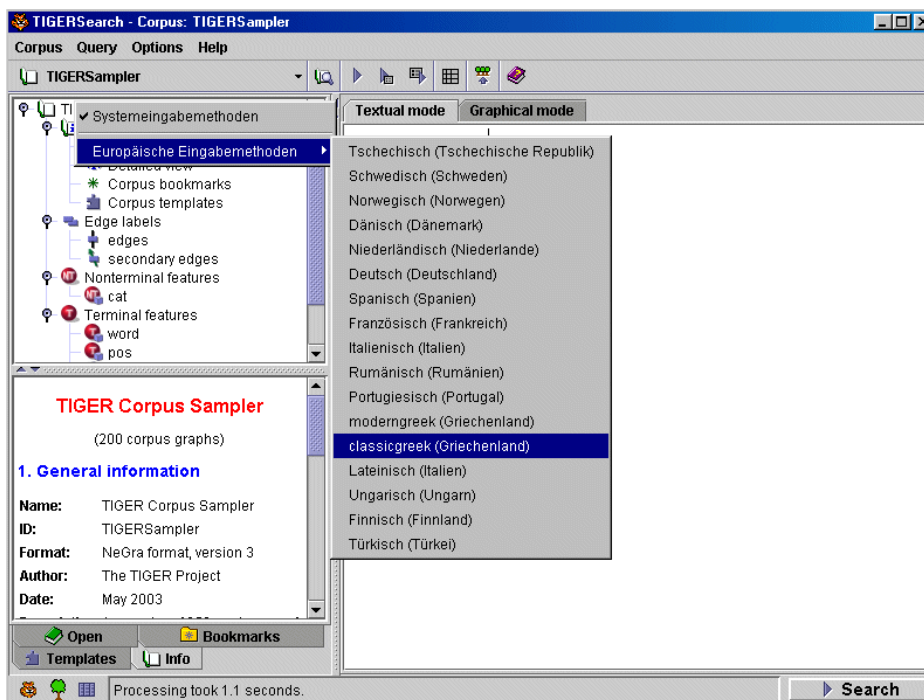 TIGERSearch - Corpus: TIGERSampler
Corpus Query Options Help
TIGERSampler
Textual mode Graphical mode
TI
Systemeingabemethoden
Europäische Eingabemethoden
Detailed view
Corpus bookmarks
Corpus templates
Edge labels
edges
secondary edges
Nonterminal features
cat
Terminal features
word
pos
Tschechisch (Tschechische Republik)
Schwedisch (Schweden)
Norwegisch (Norwegen)
Dänisch (Dänemark)
Niederländisch (Niederlande)
Deutsch (Deutschland)
Spanisch (Spanien)
Französisch (Frankreich)
Italienisch (Italien)
Rumänisch (Rumänien)
Portugiesisch (Portugal)
moderngreek (Griechenland)
classicgreek (Griechenland)
Lateinisch (Italien)
Ungarisch (Ungarn)
Finnisch (Finnland)
Türkisch (Türkei)
TIGER Corpus Sampler
(200 corpus graphs)
1. General information
Name: TIGER Corpus Sampler
ID: TIGERSampler
Format: NeGra format, version 3
Author: The TIGER Project
Date: May 2003
Open Bookmarks
Templates Info
Processing took 1.1 seconds.
Search